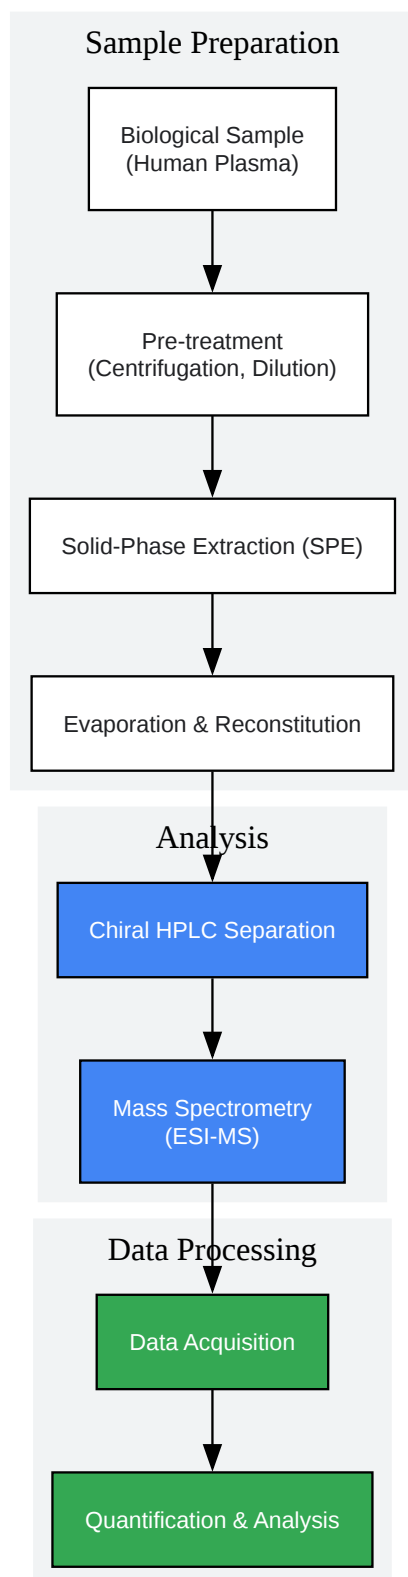 Sample Preparation
Biological Sample
(Human Plasma)
Pre-treatment
(Centrifugation, Dilution)
Solid-Phase Extraction (SPE)
Evaporation & Reconstitution
Analysis
Chiral HPLC Separation
Mass Spectrometry
(ESI-MS)
Data Processing
Data Acquisition
Quantification & Analysis